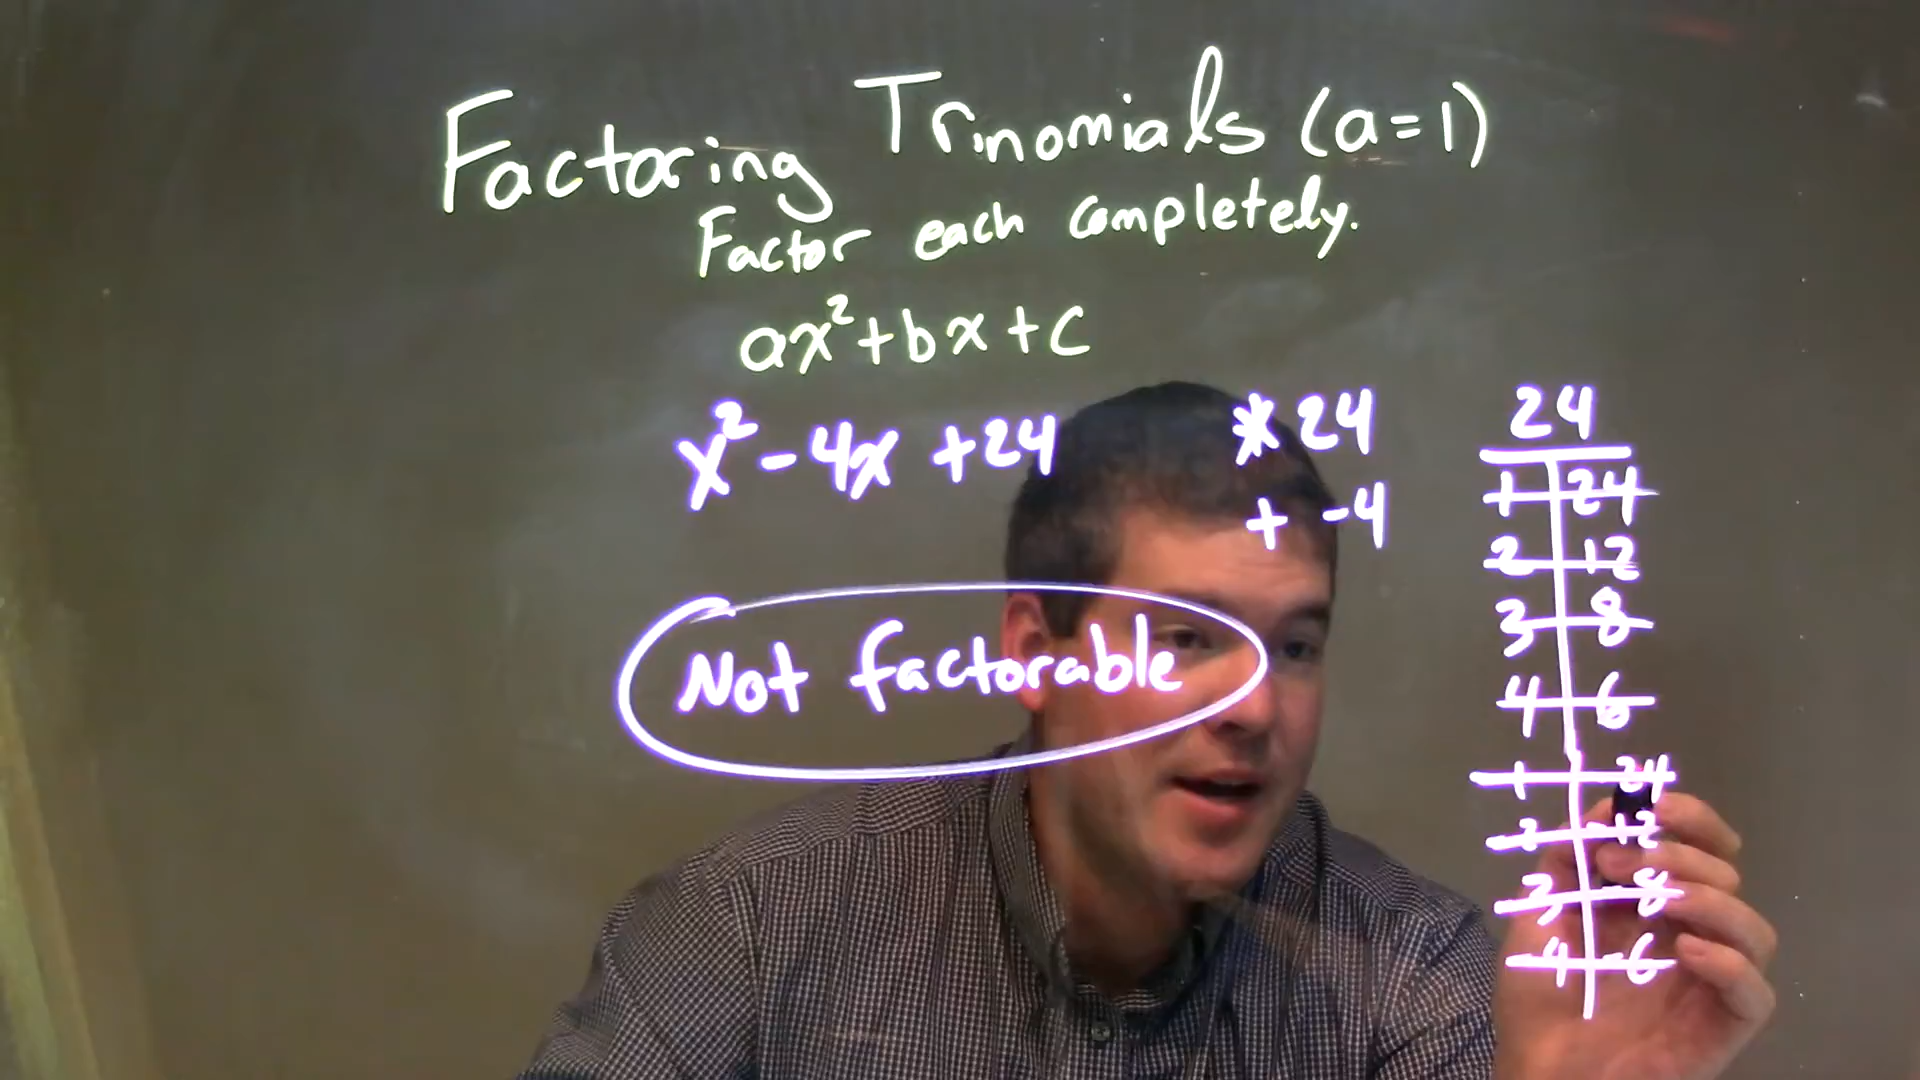 Factoring Trinomials (a=1)
Factor each completely.
ax²+bx+c
x²-4x+24
* 24
+ -4
Not factorable
24
1 24
2 12
3 8
4 6
-1 -24
-2 -12
-3 -8
-4 -6